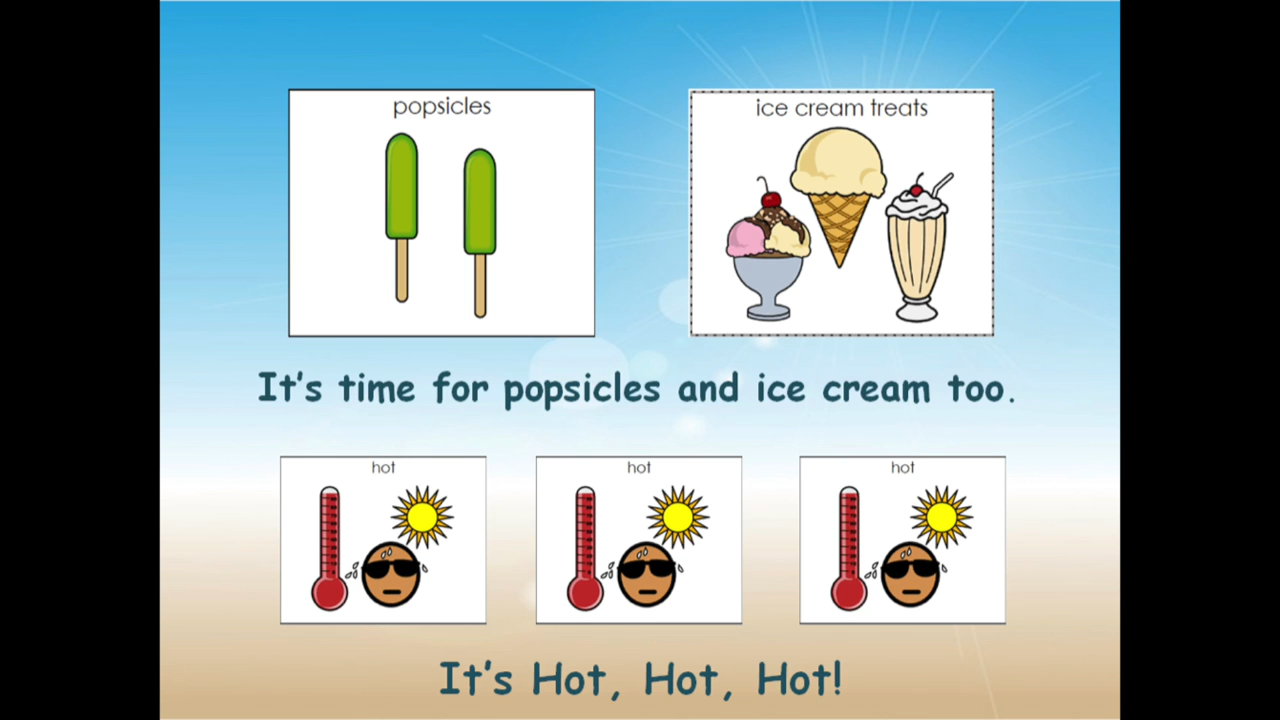 popsicles
ice cream treats
It's time for popsicles and ice cream too.
hot
hot
hot
It's Hot, Hot, Hot!